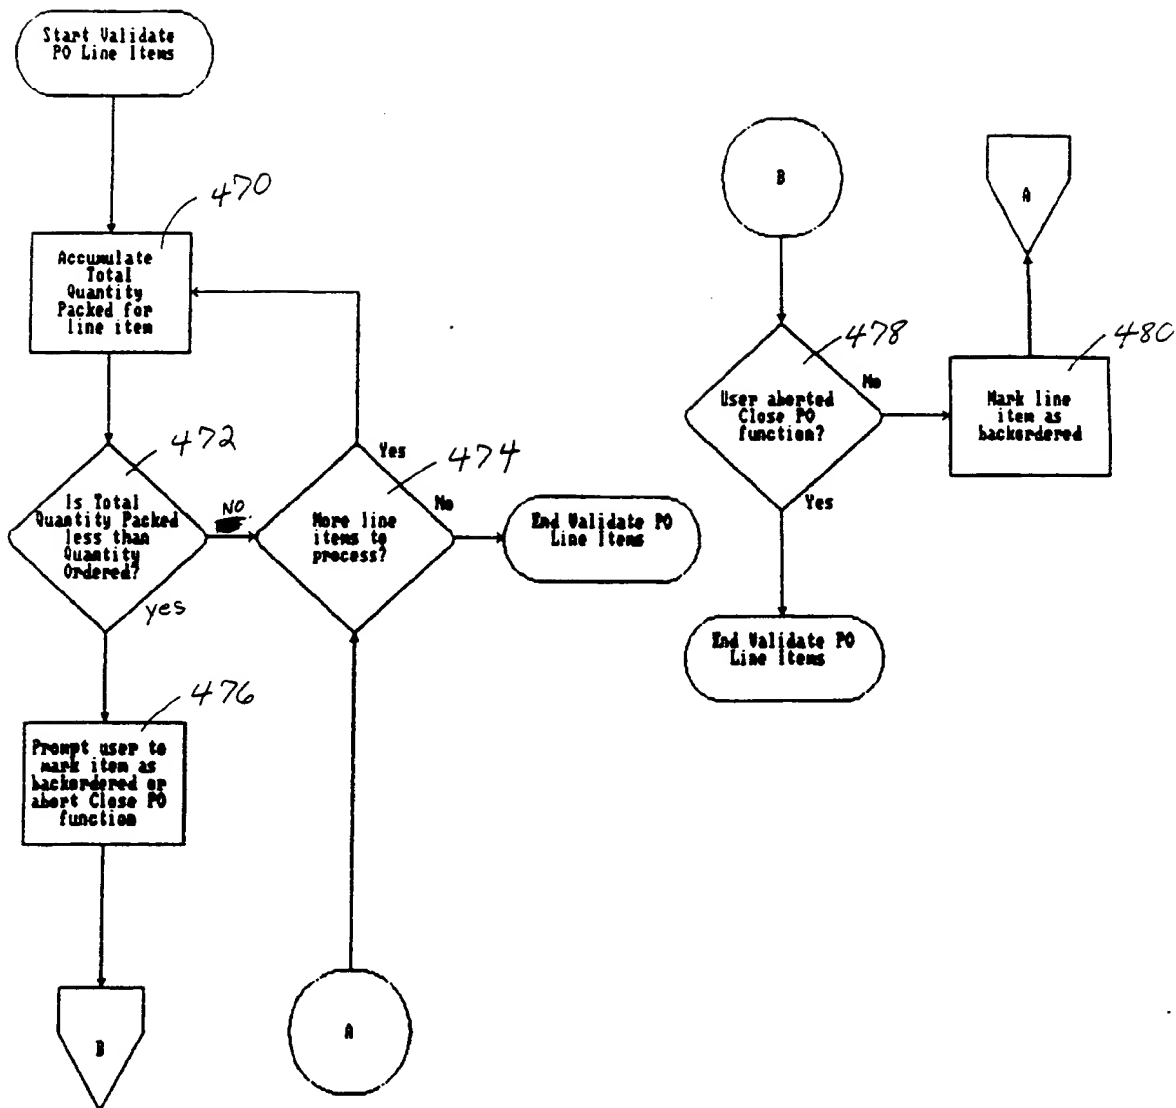 Start Validate
PO Line Items
470
Accumulate
Total
Quantity
Packed for
line item
472
Is Total
Quantity Packed
less than
Quantity
Ordered?
NO
yes
474
Yes
More line
items to
process?
No
End Validate PO
Line Items
476
Prompt user to
mark item as
backordered or
abort Close PO
function
B
A
B
478
User aborted
Close PO
function?
No
Yes
End Validate PO
Line Items
480
Mark line
item as
backordered
A